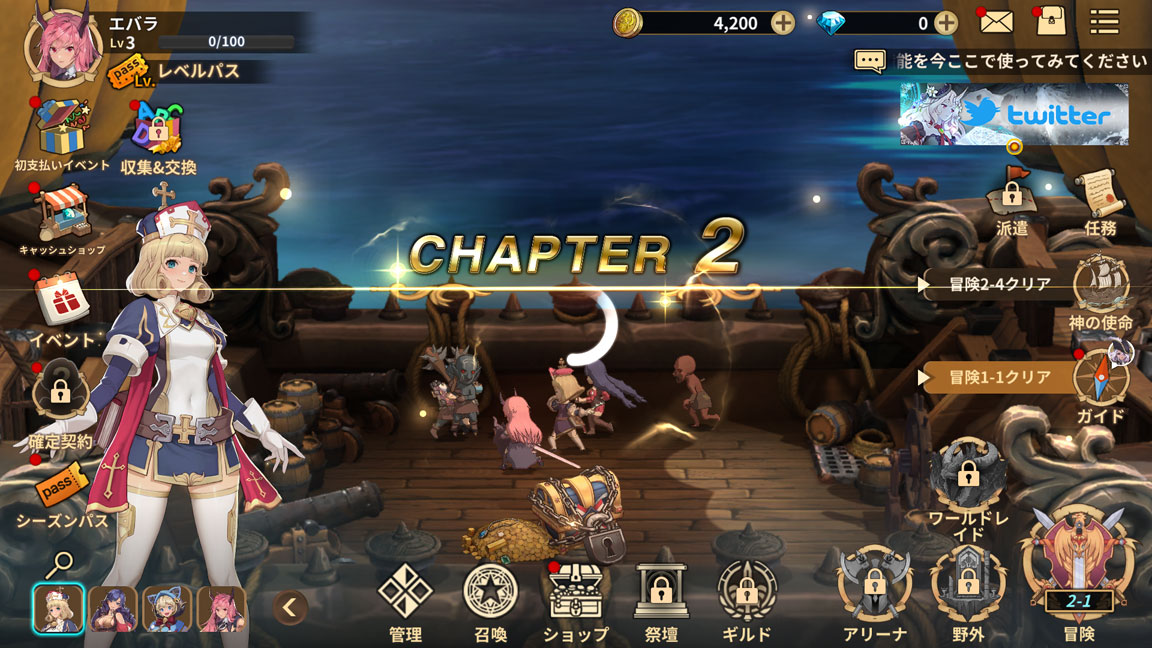 エバラ
Lv 3
0/100
4,200
0
pass
Lv.
レベルパス
能を今ここで使ってみてください
twitter
初支払いイベント
収集&交換
ABC
D
キャッシュショップ
派遣
任務
CHAPTER 2
冒険2-4クリア
神の使命
イベント
冒険1-1クリア
ガイド
確定契約
pass
シーズンパス
ワールドレ
イド
2-1
管理
召喚
ショップ
祭壇
ギルド
アリーナ
野外
冒険